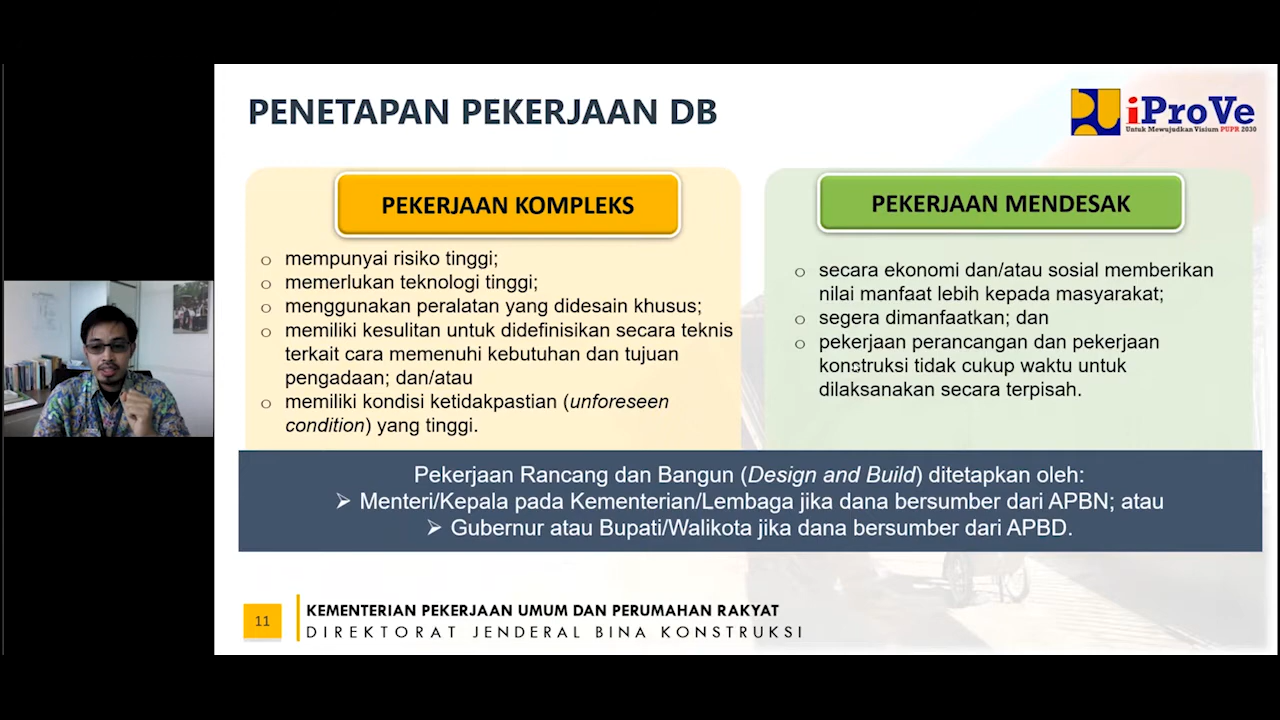 PENETAPAN PEKERJAAN DB
iProVe
Untuk Mewujudkan Visium PUPR 2030
PEKERJAAN KOMPLEKS
o mempunyai risiko tinggi;
o memerlukan teknologi tinggi;
o menggunakan peralatan yang didesain khusus;
o memiliki kesulitan untuk didefinisikan secara teknis
terkait cara memenuhi kebutuhan dan tujuan
pengadaan; dan/atau
o memiliki kondisi ketidakpastian (unforeseen
condition) yang tinggi.
PEKERJAAN MENDESAK
o secara ekonomi dan/atau sosial memberikan
nilai manfaat lebih kepada masyarakat;
o segera dimanfaatkan; dan
o pekerjaan perancangan dan pekerjaan
konstruksi tidak cukup waktu untuk
dilaksanakan secara terpisah.
Pekerjaan Rancang dan Bangun (Design and Build) ditetapkan oleh:
➢ Menteri/Kepala pada Kementerian/Lembaga jika dana bersumber dari APBN; atau
➢ Gubernur atau Bupati/Walikota jika dana bersumber dari APBD.
11
KEMENTERIAN PEKERJAAN UMUM DAN PERUMAHAN RAKYAT
DIREKTORAT JENDERAL BINA KONSTRUKSI